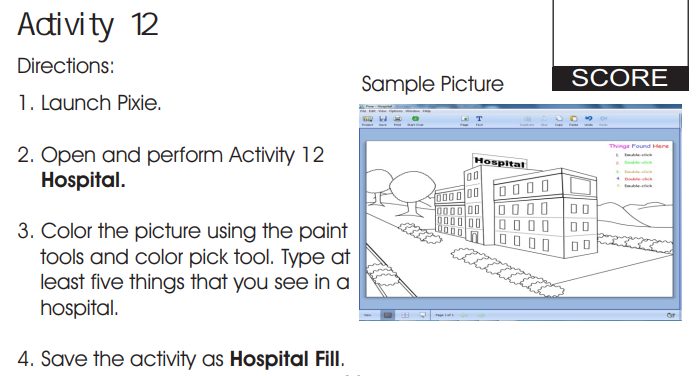 Activity 12
Directions:
SCORE
Sample Picture
1. Launch Pixie.
2. Open and perform Activity 12
Hospital.
3. Color the picture using the paint
tools and color pick tool. Type at
least five things that you see in a
hospital.
4. Save the activity as Hospital Fill.
Hospital
Things Found Here
1. Double-click
2. Double-click
3. Double-click
4. Double-click
5. Double-click